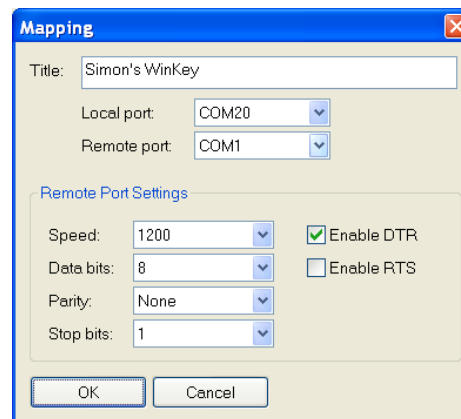 Mapping
Title: Simon's WinKey
Local port: COM20
Remote port: COM1
Remote Port Settings
Speed: 1200 Enable DTR
Data bits: 8 Enable RTS
Parity: None
Stop bits: 1
OK Cancel